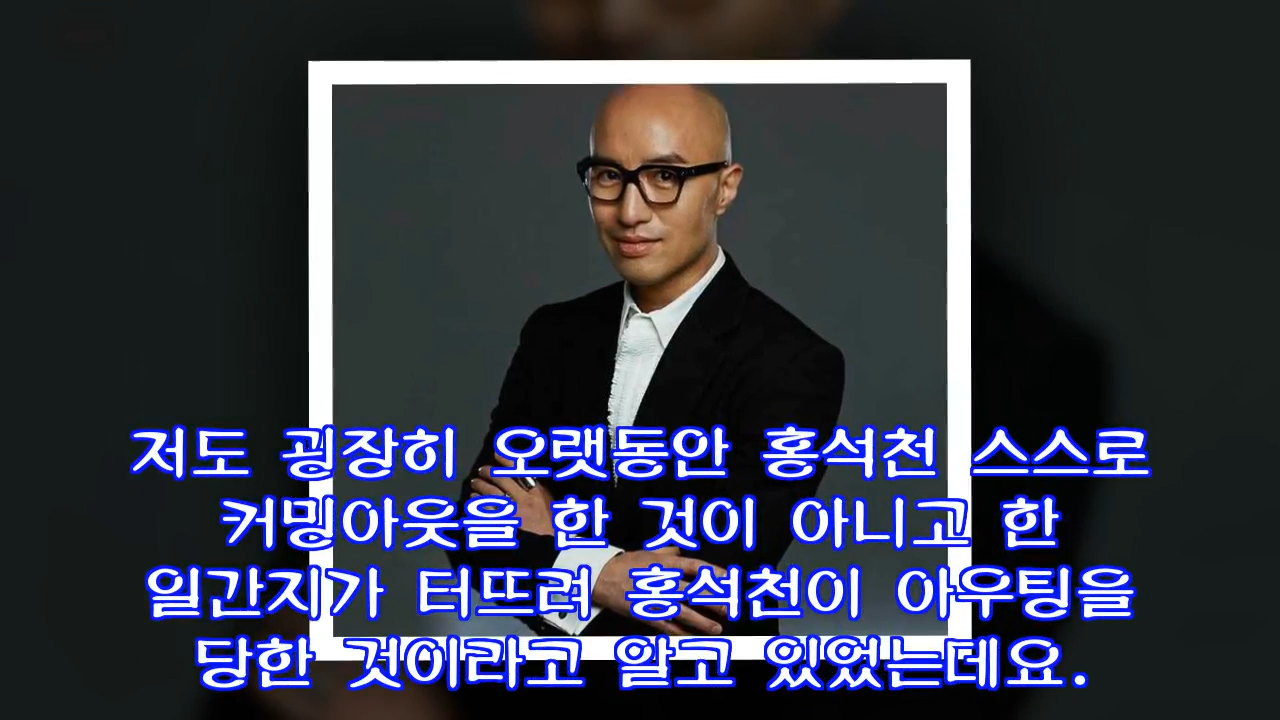 저도 굉장히 오랫동안 홍석천 스스로
커밍아웃을 한 것이 아니고 한
일간지가 터뜨려 홍석천이 아우팅을
당한 것이라고 알고 있었는데요.